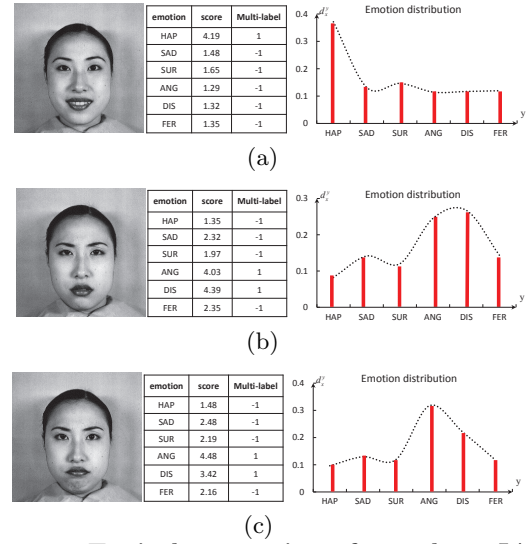 emotion score Multi-label
HAP 4.19 1
SAD 1.48 -1
SUR 1.65 -1
ANG 1.29 -1
DIS 1.32 -1
FER 1.35 -1
Emotion distribution
0.4
0.3
0.2
0.1
0
HAP SAD SUR ANG DIS FER
y
(a)
emotion score Multi-label
HAP 1.35 -1
SAD 2.32 -1
SUR 1.97 -1
ANG 4.03 1
DIS 4.39 1
FER 2.35 -1
Emotion distribution
0.3
0.2
0.1
0
HAP SAD SUR ANG DIS FER
y
(b)
emotion score Multi-label
HAP 1.48 -1
SAD 2.48 -1
SUR 2.19 -1
ANG 4.48 1
DIS 3.42 1
FER 2.16 -1
Emotion distribution
0.4
0.3
0.2
0.1
0
HAP SAD SUR ANG DIS FER
y
(c)